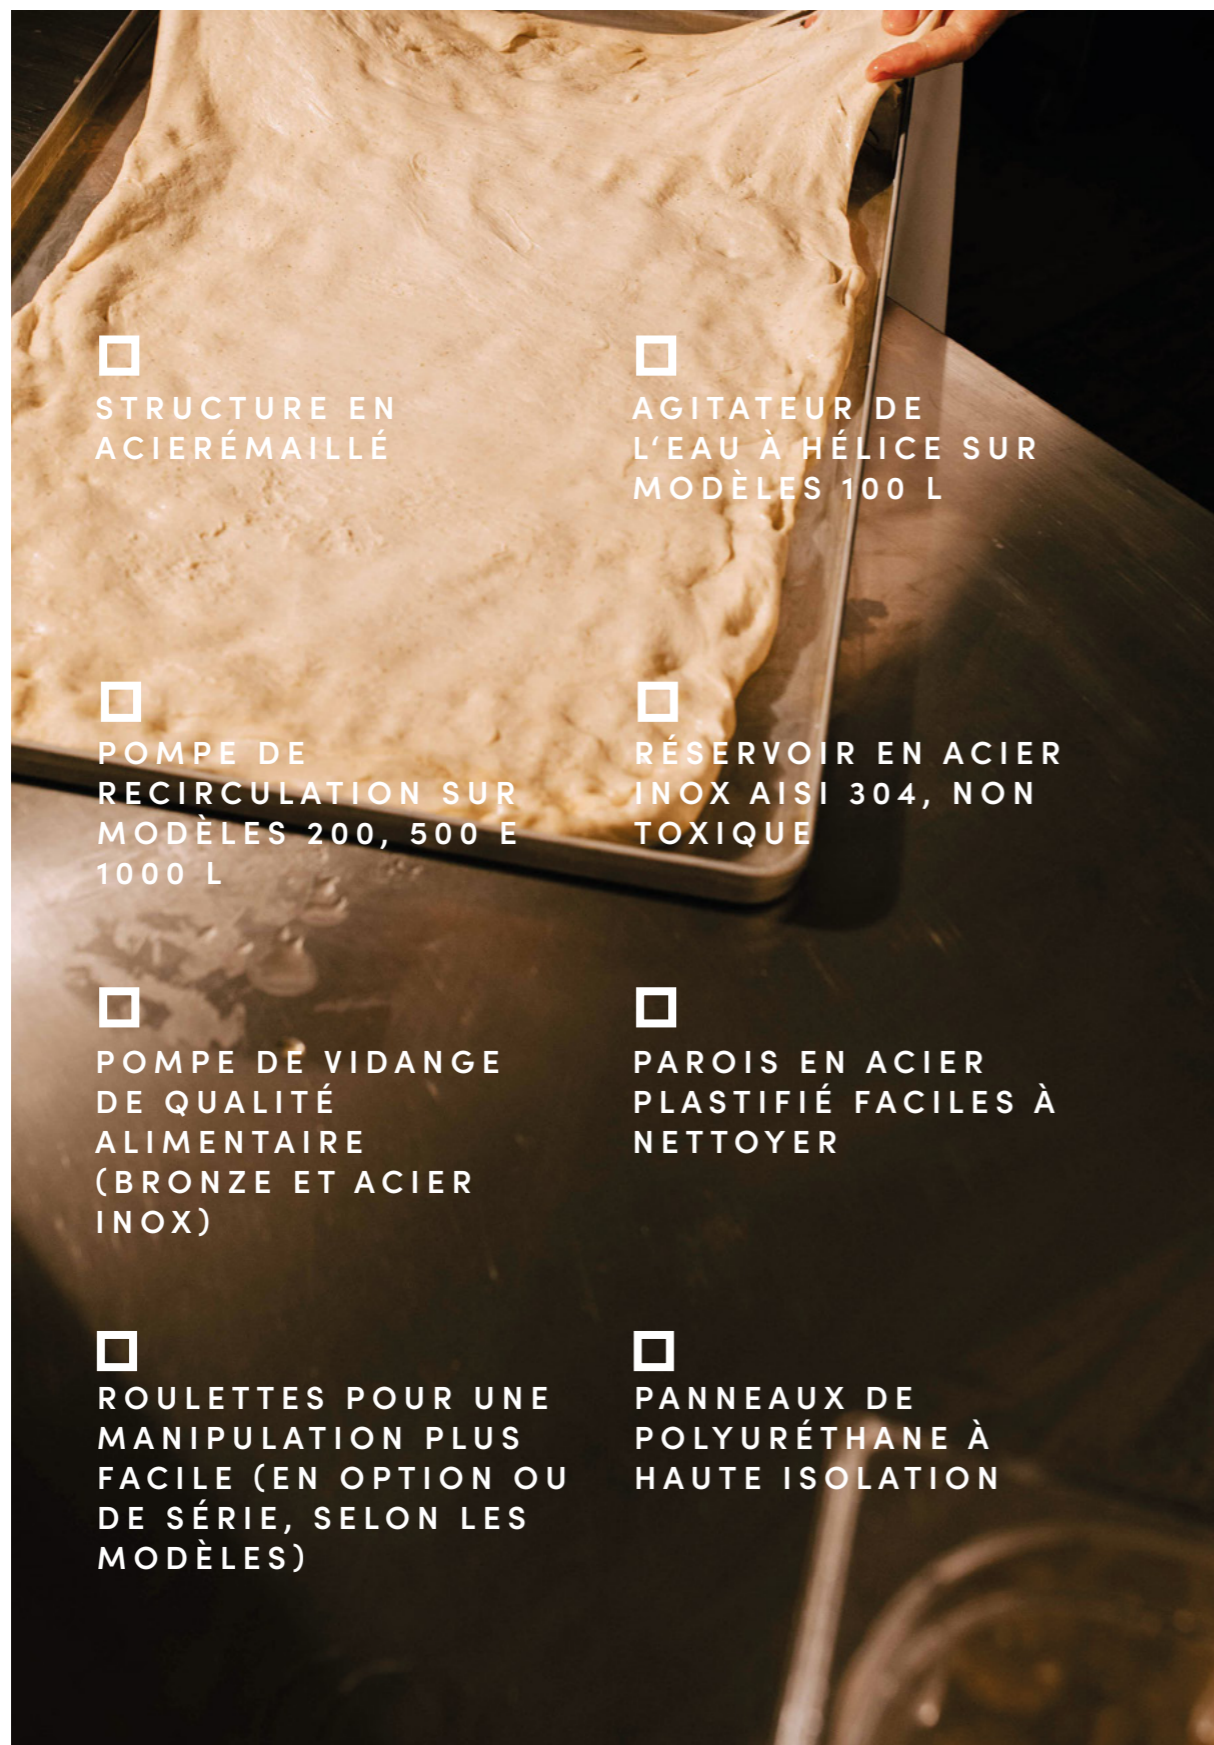 STRUCTURE EN
ACIERÉMAILLÉ
AGITATEUR DE
L'EAU À HÉLICE SUR
MODÈLES 100 L
POMPE DE
RECIRCULATION SUR
MODÈLES 200, 500 E
1000 L
RÉSERVOIR EN ACIER
INOX AISI 304, NON
TOXIQUE
POMPE DE VIDANGE
DE QUALITÉ
ALIMENTAIRE
(BRONZE ET ACIER
INOX)
PAROIS EN ACIER
PLASTIFIÉ FACILES À
NETTOYER
ROULETTES POUR UNE
MANIPULATION PLUS
FACILE (EN OPTION OU
DE SÉRIE, SELON LES
MODÈLES)
PANNEAUX DE
POLYURÉTHANE À
HAUTE ISOLATION